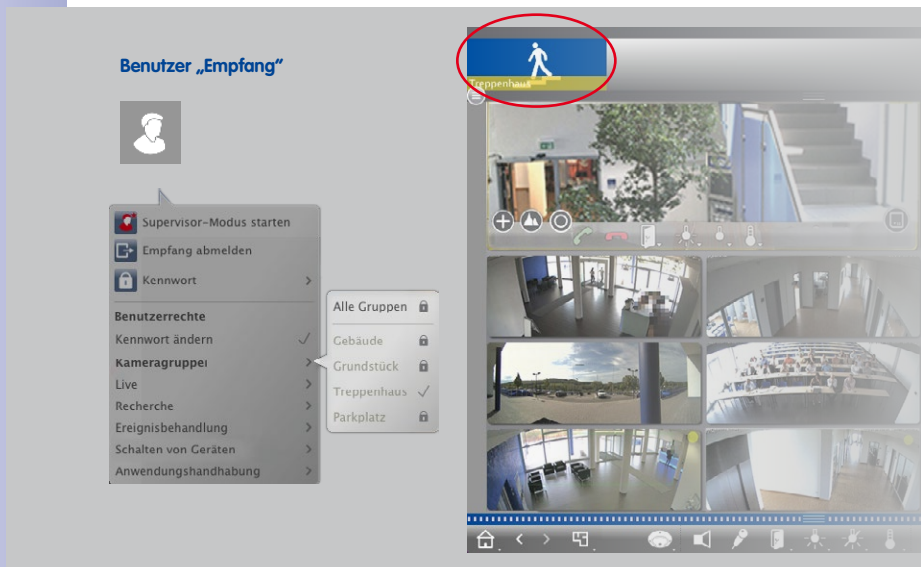 Benutzer „Empfang“
Supervisor-Modus starten
Empfang abmelden
Kennwort
Benutzerrechte
Kennwort ändern
Kameragrupper
Live
Recherche
Ereignisbehandlung
Schalten von Geräten
Anwendungshandhabung
Alle Gruppen
Gebäude
Grundstück
Treppenhaus
Parkplatz
Treppenhaus